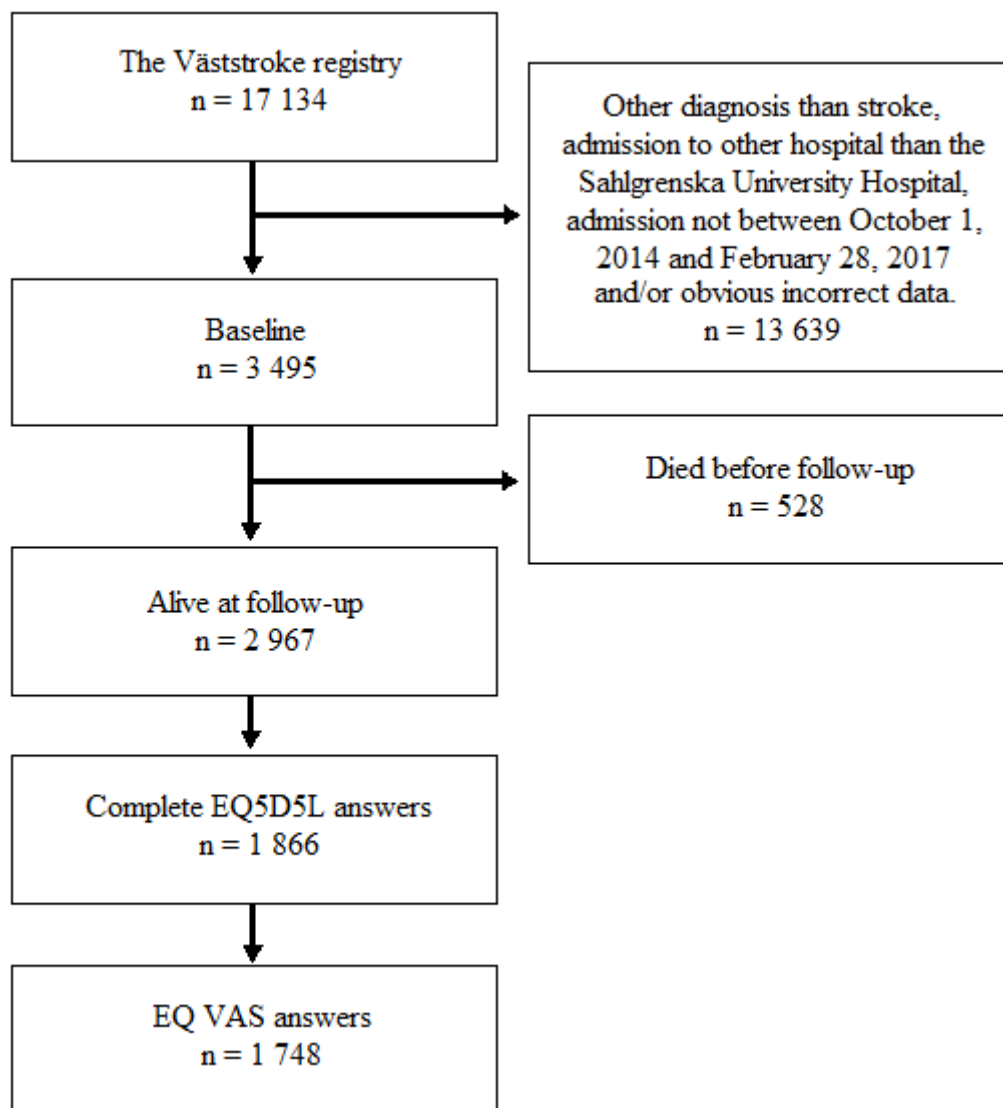 The Väststroke registry
n = 17 134
Other diagnosis than stroke,
admission to other hospital than the
Sahlgrenska University Hospital,
admission not between October 1,
2014 and February 28, 2017
and/or obvious incorrect data.
n = 13 639
Baseline
n = 3 495
Died before follow-up
n = 528
Alive at follow-up
n = 2 967
Complete EQ5D5L answers
n = 1 866
EQ VAS answers
n = 1 748